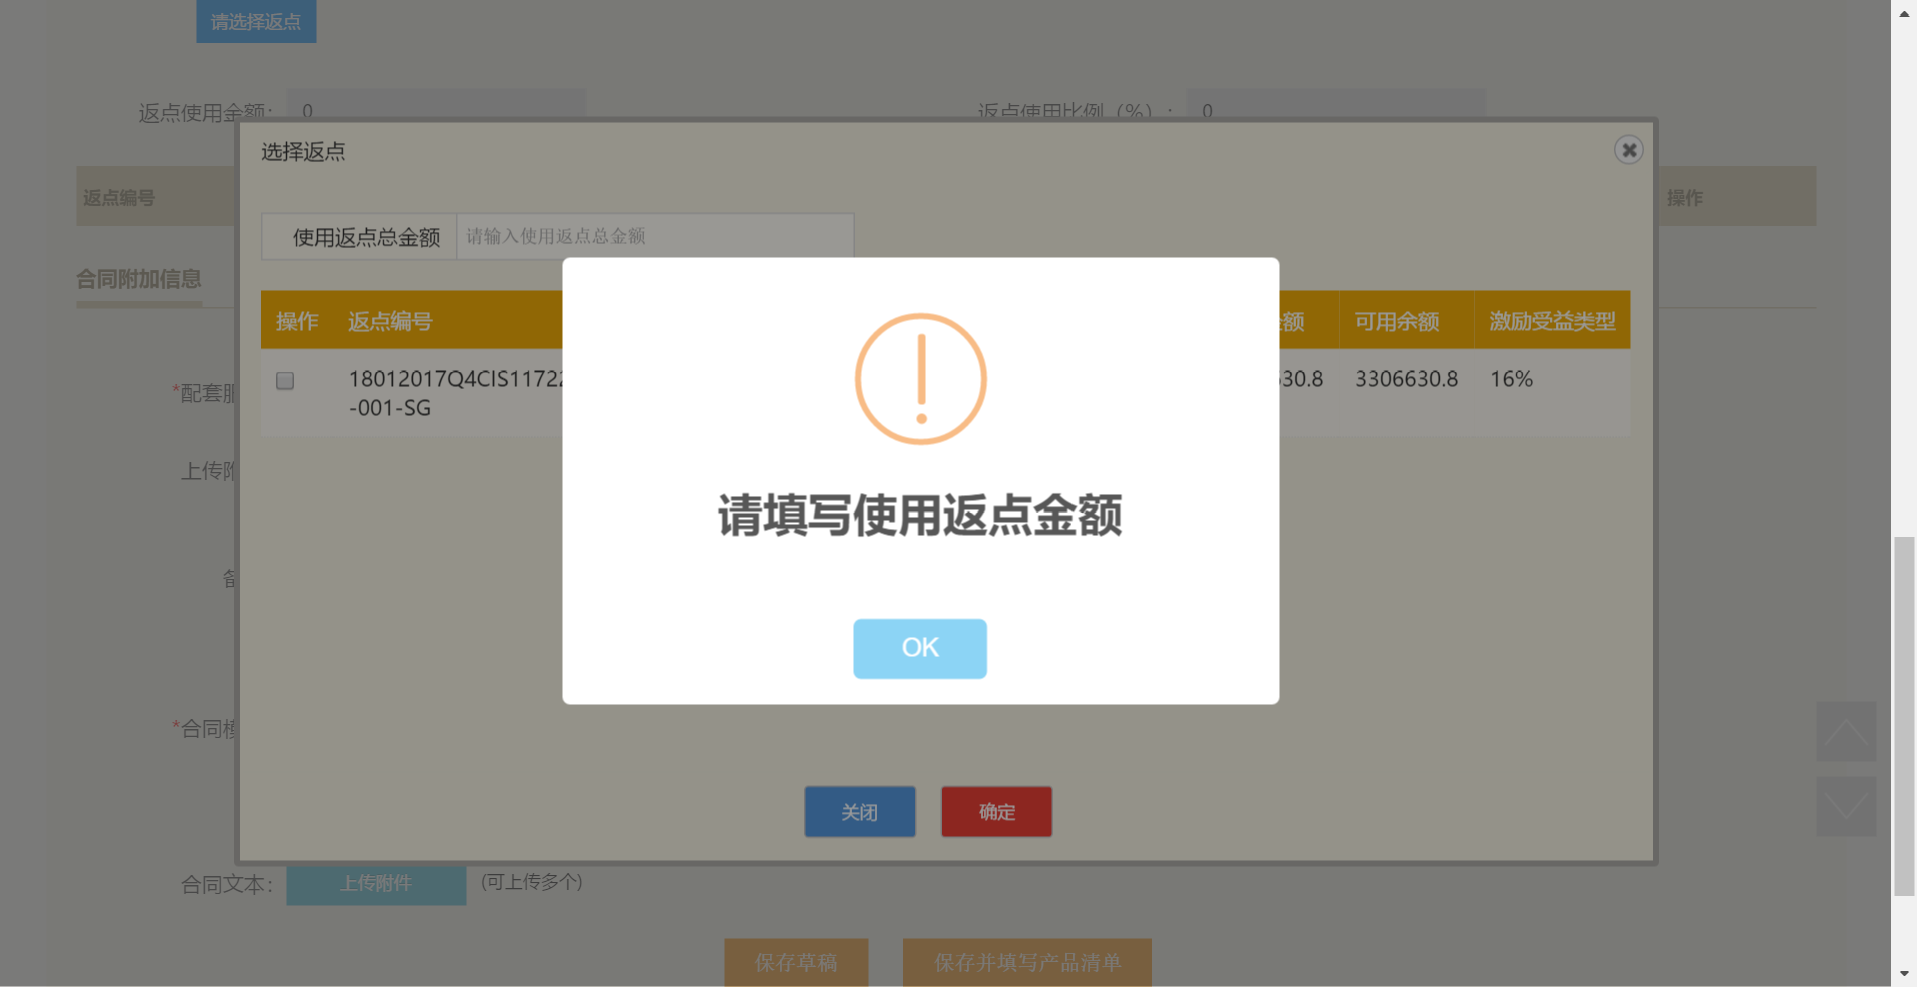 请选择返点
返点使用金额： 0 返点使用比例（%）： 0
选择返点
返点编号 操作
使用返点总金额 请输入使用返点总金额
合同附加信息
操作 返点编号 额 可用余额 激励受益类型
18012017Q4CIS11722 630.8 3306630.8 16%
-001-SG
*配套服
上传附
请填写使用返点金额
备
OK
*合同模
关闭 确定
合同文本： 上传附件 (可上传多个)
保存草稿 保存并填写产品清单